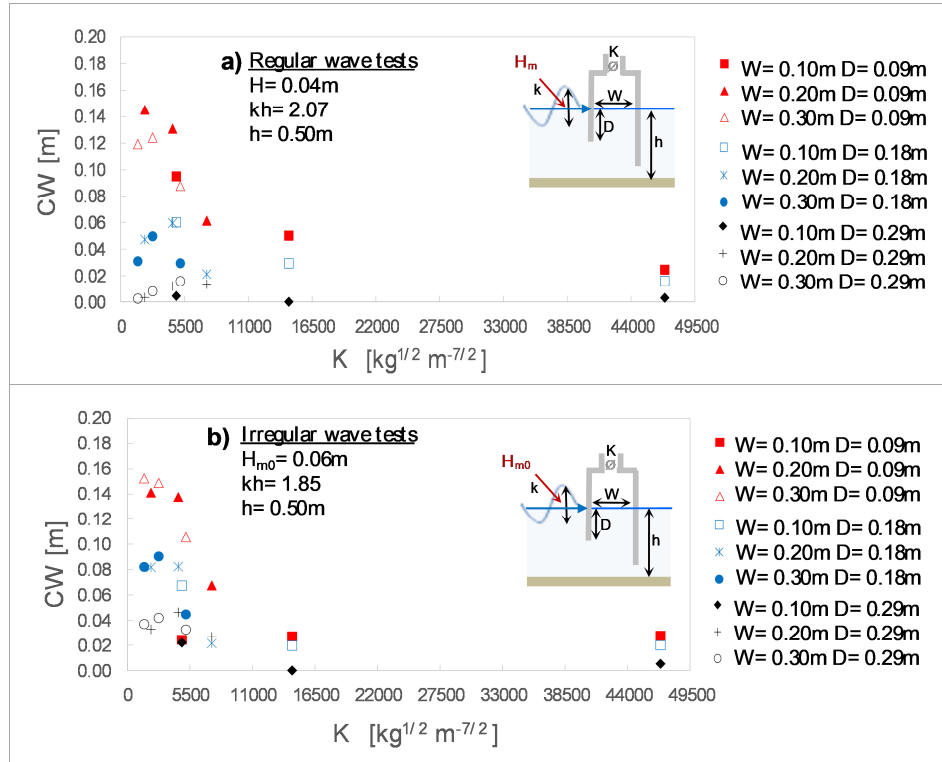 a) Regular wave tests
H= 0.04m
kh = 2.07
h= 0.50m
CW [m]
0.20
0.18
0.16
0.14
0.12
0.10
0.08
0.06
0.04
0.02
0.00
0 5500 11000 16500 22000 27500 33000 38500 44000 49500
K [kg1/2 m-7/2]
K
Ø
Hm
k
W
D
h
W= 0.10m D= 0.09m
W= 0.20m D= 0.09m
W= 0.30m D= 0.09m
W= 0.10m D= 0.18m
W= 0.20m D= 0.18m
W= 0.30m D= 0.18m
W= 0.10m D= 0.29m
W= 0.20m D= 0.29m
W= 0.30m D= 0.29m
b) Irregular wave tests
Hm0= 0.06m
kh = 1.85
h= 0.50m
CW [m]
0.20
0.18
0.16
0.14
0.12
0.10
0.08
0.06
0.04
0.02
0.00
0 5500 11000 16500 22000 27500 33000 38500 44000 49500
K [kg1/2 m-7/2]
K
Ø
Hm0
k
W
D
h
W= 0.10m D= 0.09m
W= 0.20m D= 0.09m
W= 0.30m D= 0.09m
W= 0.10m D= 0.18m
W= 0.20m D= 0.18m
W= 0.30m D= 0.18m
W= 0.10m D= 0.29m
W= 0.20m D= 0.29m
W= 0.30m D= 0.29m